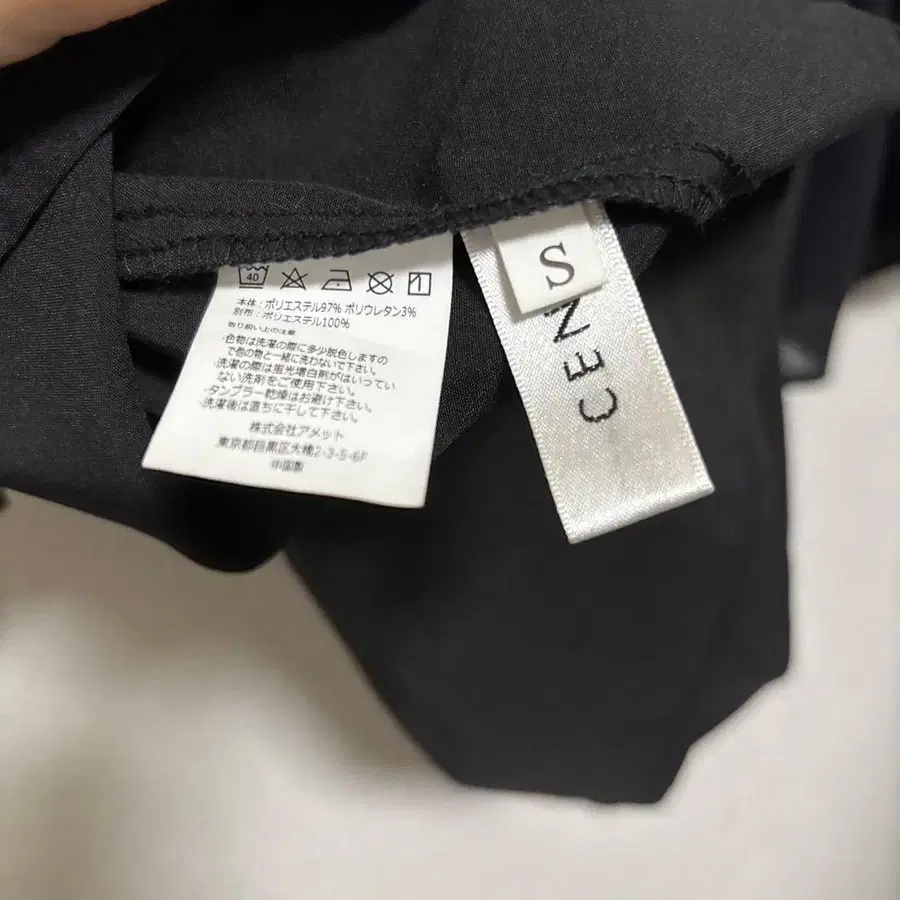 40
本体：ポリエステル97% ポリウレタン3%
別布：ポリエステル100%
取り扱い上の注意
・色物は洗濯の際に多少脱色しますの
で他の物と一緒に洗わないで下さい。
・洗濯の際は蛍光増白剤がはいってい
ない洗剤をご使用下さい。
・タンブラー乾燥はお避け下さい。
・洗濯後は直ちに干して下さい。
株式会社アメット
東京都目黒区大橋2-3-5-6F
中国製
S
CEN